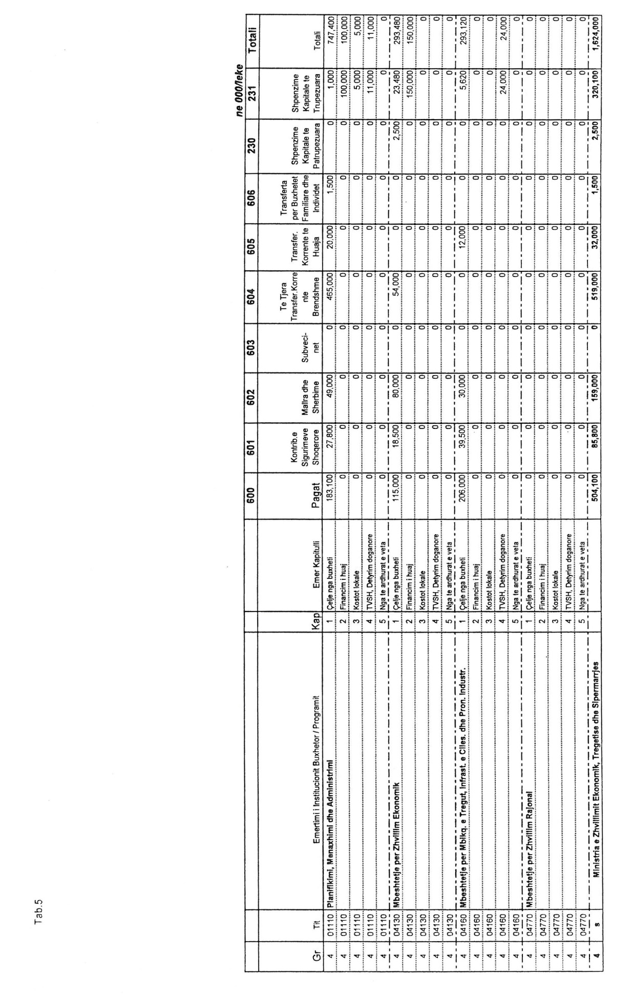 Tab.5
ne 000/leke
600 601 602 603 604 605 606 230 231 Totali
Gr Tit Emertimi i Institucionit Buxhetor / Programit Kap Emer Kapitulli Pagat Kontrib.e Sigurimeve Shoqerore Mallra dhe Sherbime Subveci-net Te Tjera Transfer.Korrente Brendshme Transfer. Korrente te Huaja Transferta per Buxhetet Familiare dhe Individet Shpenzime Kapitale te Patrupezuara Shpenzime Kapitale te Trupezuara Totali
4 01110 Planifikimi, Menaxhimi dhe Administrimi 1 Çelje nga buxheti 183,100 27,800 49,000 0 465,000 20,000 1,500 0 1,000 747,400
4 01110 2 Financim i huaj 0 0 0 0 0 0 0 0 100,000 100,000
4 01110 3 Kostot lokale 0 0 0 0 0 0 0 0 5,000 5,000
4 01110 4 TVSH, Detyrim doganore 0 0 0 0 0 0 0 0 11,000 11,000
4 01110 5 Nga te ardhurat e veta 0 0 0 0 0 0 0 0 0 0
4 04130 Mbeshtetje per Zhvillim Ekonomik 1 Çelje nga buxheti 115,000 18,500 80,000 0 54,000 0 0 2,500 23,480 293,480
4 04130 2 Financim i huaj 0 0 0 0 0 0 0 0 150,000 150,000
4 04130 3 Kostot lokale 0 0 0 0 0 0 0 0 0 0
4 04130 4 TVSH, Detyrim doganore 0 0 0 0 0 0 0 0 0 0
4 04130 5 Nga te ardhurat e veta 0 0 0 0 0 0 0 0 0 0
4 04160 Mbeshtetje per Mbikq. e Tregut, Infrast. e Ciles. dhe Pron. Industr. 1 Çelje nga buxheti 206,000 39,500 30,000 0 0 12,000 0 0 5,620 293,120
4 04160 2 Financim i huaj 0 0 0 0 0 0 0 0 0 0
4 04160 3 Kostot lokale 0 0 0 0 0 0 0 0 0 0
4 04160 4 TVSH, Detyrim doganore 0 0 0 0 0 0 0 0 24,000 24,000
4 04160 5 Nga te ardhurat e veta 0 0 0 0 0 0 0 0 0 0
4 04770 Mbeshtetje per Zhvillim Rajonal 1 Çelje nga buxheti 0 0 0 0 0 0 0 0 0 0
4 04770 2 Financim i huaj 0 0 0 0 0 0 0 0 0 0
4 04770 3 Kostot lokale 0 0 0 0 0 0 0 0 0 0
4 04770 4 TVSH, Detyrim doganore 0 0 0 0 0 0 0 0 0 0
4 04770 5 Nga te ardhurat e veta 0 0 0 0 0 0 0 0 0 0
4 s Ministria e Zhvillimit Ekonomik, Tregetise dhe Sipermarrjes 504,100 85,800 159,000 0 519,000 32,000 1,500 2,500 320,100 1,624,000